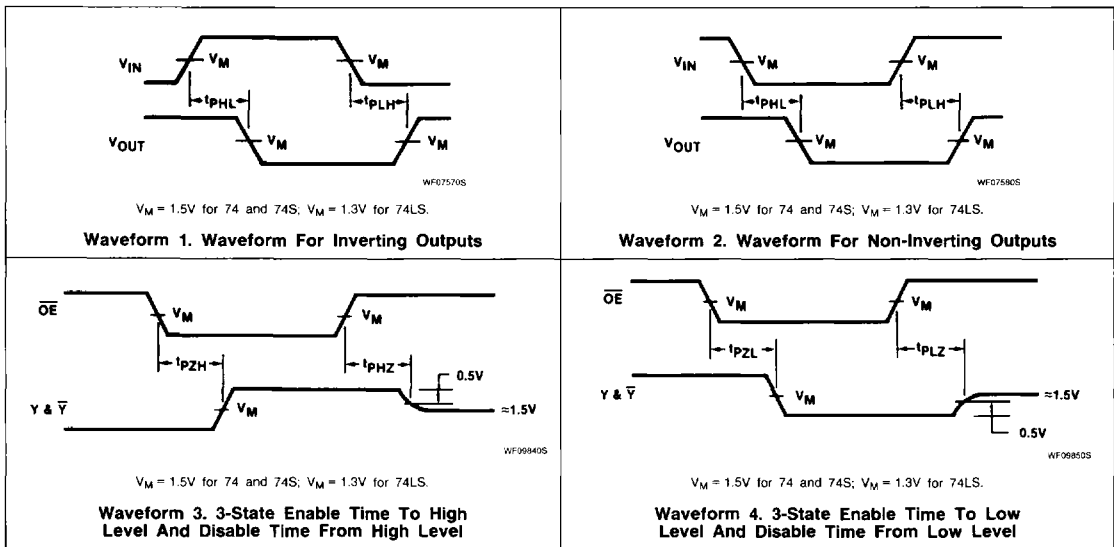 V_IN
V_M
V_M
t_PHL
t_PLH
V_OUT
V_M
V_M
WF07570S
V_M = 1.5V for 74 and 74S; V_M = 1.3V for 74LS.
Waveform 1. Waveform For Inverting Outputs
V_IN
V_M
V_M
t_PHL
t_PLH
V_OUT
V_M
V_M
WF07580S
V_M = 1.5V for 74 and 74S; V_M = 1.3V for 74LS.
Waveform 2. Waveform For Non-Inverting Outputs
O̅E̅
V_M
V_M
t_PZH
t_PHZ
0.5V
Y & Y̅
V_M
≈1.5V
WF09840S
V_M = 1.5V for 74 and 74S; V_M = 1.3V for 74LS.
Waveform 3. 3-State Enable Time To High
Level And Disable Time From High Level
O̅E̅
V_M
V_M
t_PZL
t_PLZ
Y & Y̅
V_M
≈1.5V
0.5V
WF09850S
V_M = 1.5V for 74 and 74S; V_M = 1.3V for 74LS.
Waveform 4. 3-State Enable Time To Low
Level And Disable Time From Low Level